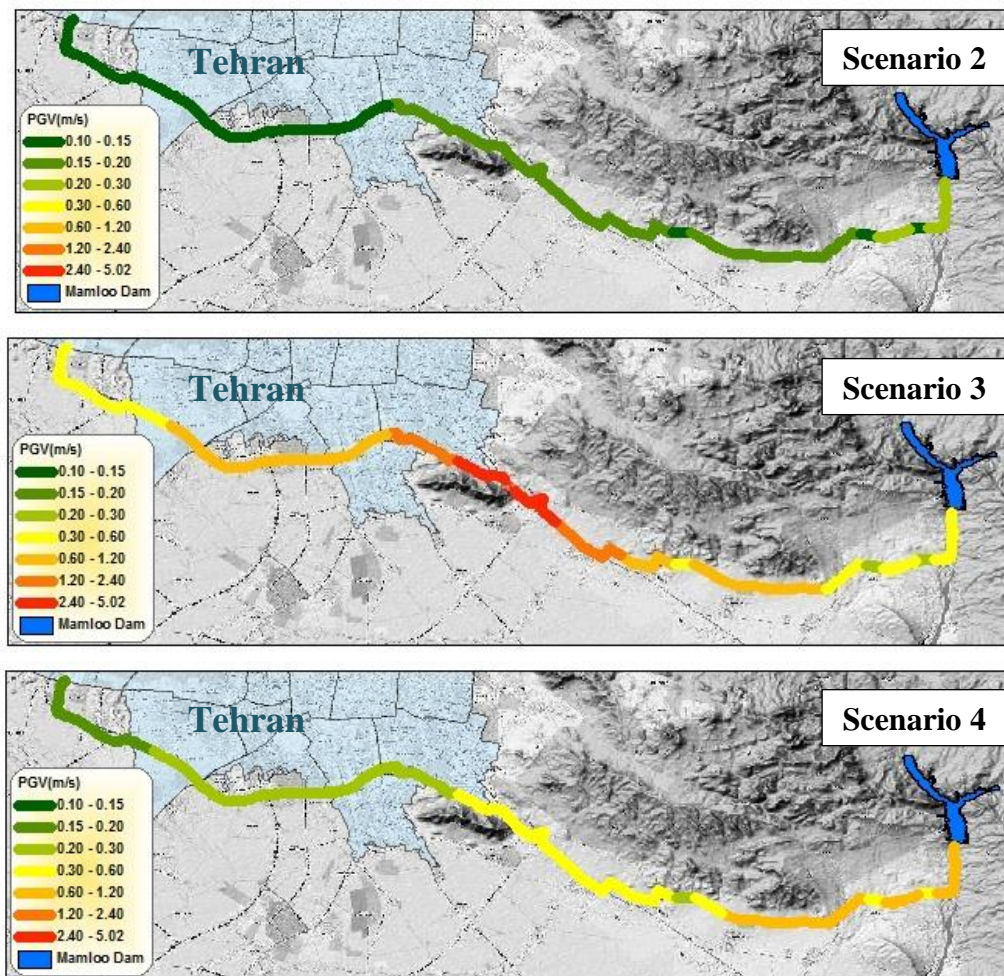 Tehran
Scenario 2
PGV(m/s)
0.10 - 0.15
0.15 - 0.20
0.20 - 0.30
0.30 - 0.60
0.60 - 1.20
1.20 - 2.40
2.40 - 5.02
Mamloo Dam
Tehran
Scenario 3
PGV(m/s)
0.10 - 0.15
0.15 - 0.20
0.20 - 0.30
0.30 - 0.60
0.60 - 1.20
1.20 - 2.40
2.40 - 5.02
Mamloo Dam
Tehran
Scenario 4
PGV(m/s)
0.10 - 0.15
0.15 - 0.20
0.20 - 0.30
0.30 - 0.60
0.60 - 1.20
1.20 - 2.40
2.40 - 5.02
Mamloo Dam